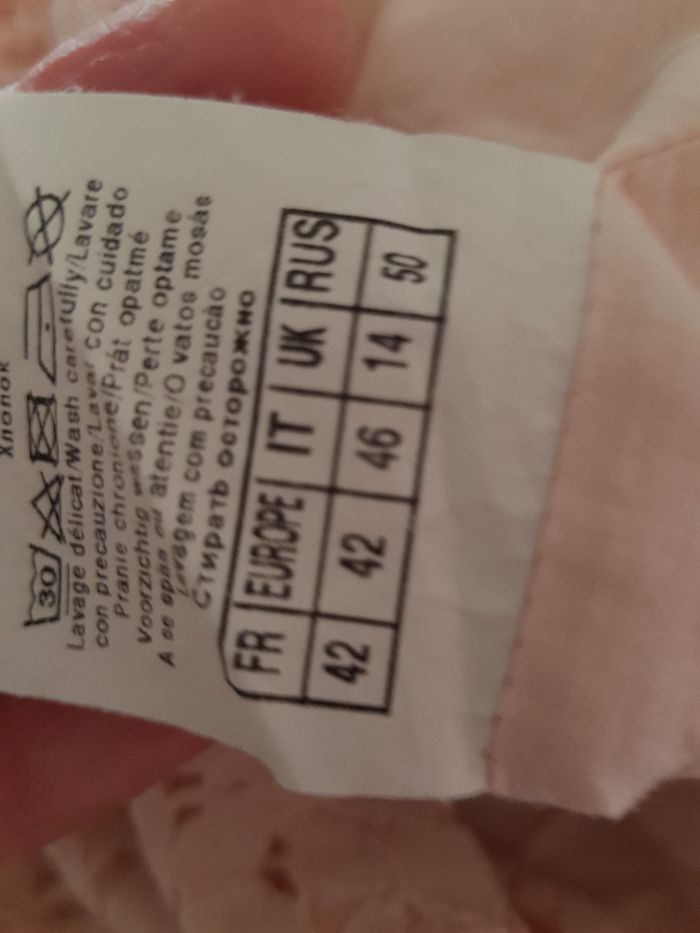 Хлопок
30
Lavage délicat/Wash carefully/Lavare
con precauzione/Lavar con cuidado
Pranie chronione/Prát opatmé
Voorzichtig wassen/Perte optame
A se spăla cu atentie/O vatos mosás
Lavagem com precaucào
Стирать осторожно
FR EUROPE IT UK RUS
42 42 46 14 50